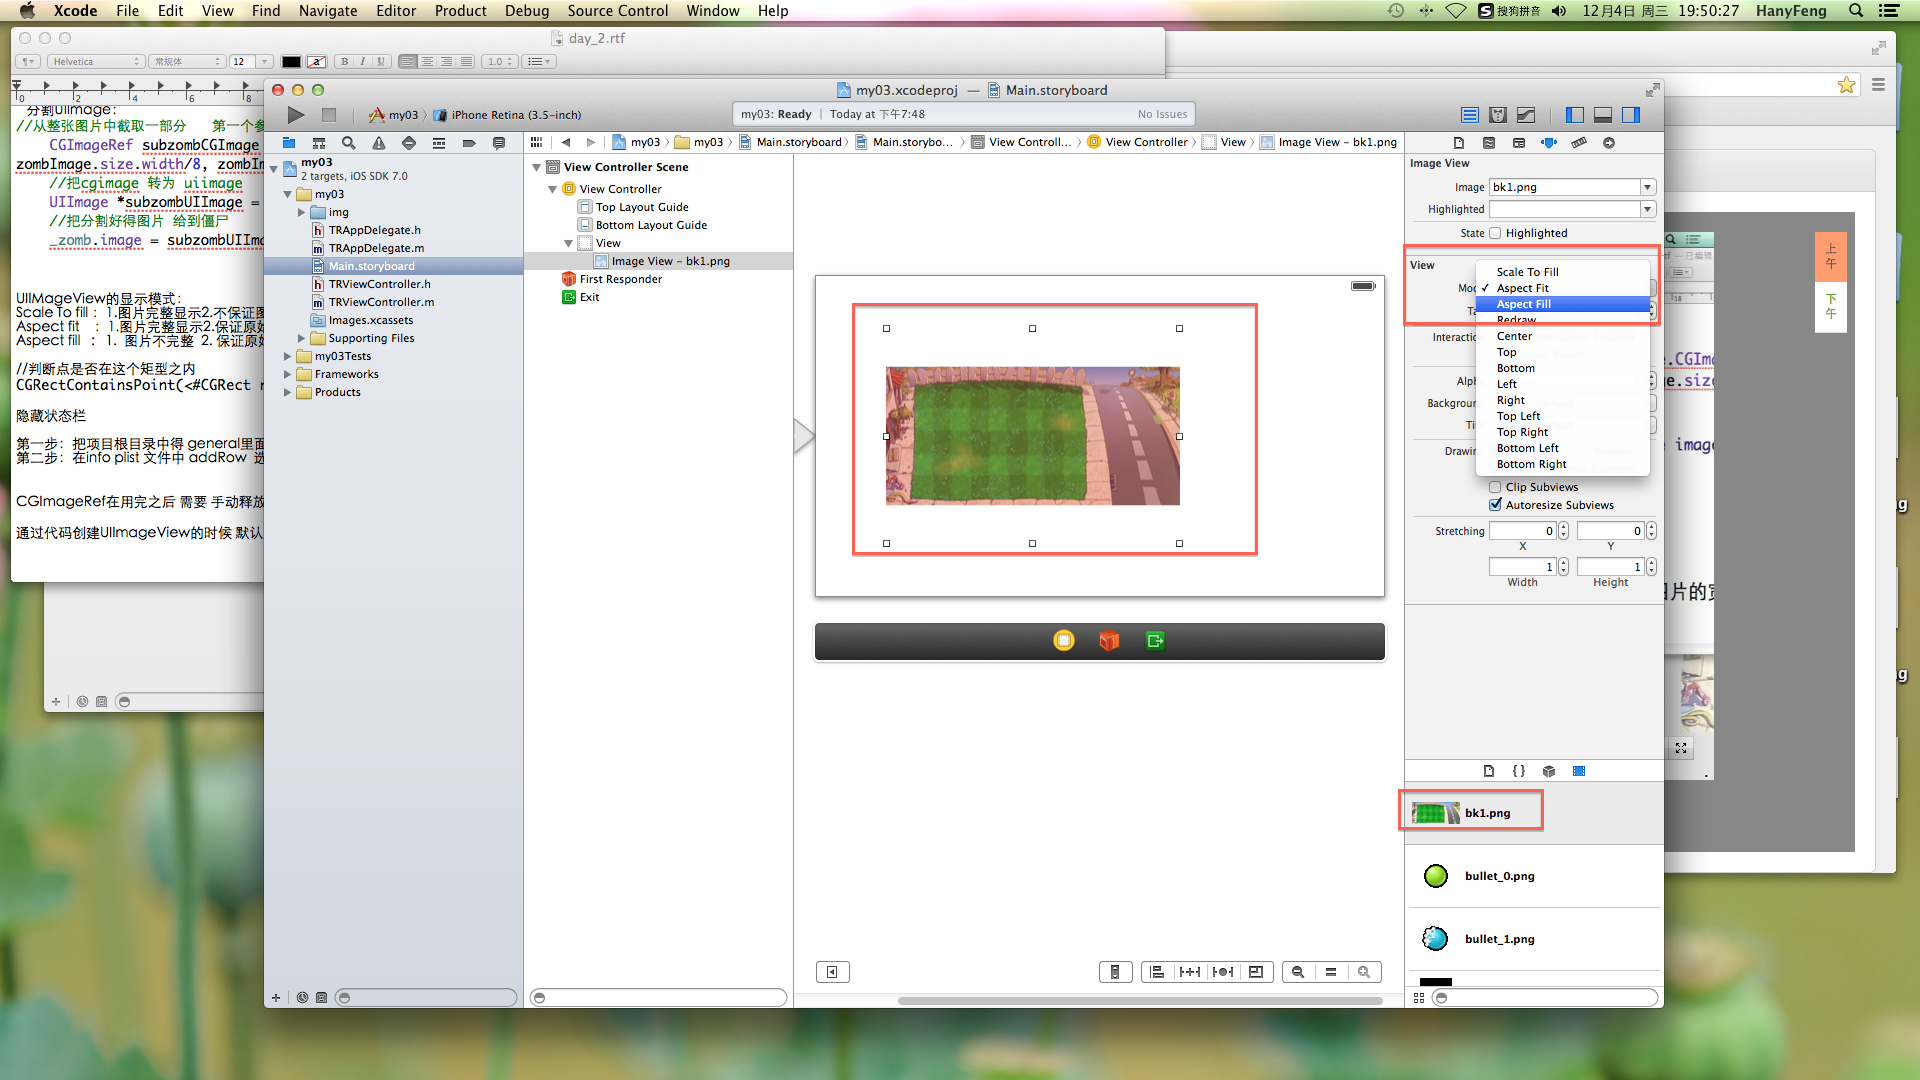 Xcode File Edit View Find Navigate Editor Product Debug Source Control Window Help
搜狗拼音 12月4日 周三 19:50:27 HanyFeng
day_2.rtf
Helvetica 常规体 12 B I U 1.0
0 2 4 6 8
分割UIImage：
//从整张图片中截取一部分 第一个参
CGImageRef subzombCGImage
zombImage.size.width/8, zombIm
//把cgimage 转为 uiimage
UIImage *subzombUIImage =
//把分割好得图片 给到僵尸
_zomb.image = subzombUIIma
UIIMageView的显示模式：
Scale To fill： 1.图片完整显示2.不保证图
Aspect fit ： 1.图片完整显示2.保证原始
Aspect fill ： 1. 图片不完整 2. 保证原始
//判断点是否在这个矩型之内
CGRectContainsPoint(<#CGRect r
隐藏状态栏
第一步：把项目根目录中得 general里面
第二步：在info plist 文件中 addRow 选
CGImageRef在用完之后 需要 手动释放
通过代码创建UIImageView的时候 默认
my03.xcodeproj — Main.storyboard
my03 iPhone Retina (3.5-inch)
my03: Ready Today at 下午7:48 No Issues
my03
2 targets, iOS SDK 7.0
my03
img
TRAppDelegate.h
TRAppDelegate.m
Main.storyboard
TRViewController.h
TRViewController.m
Images.xcassets
Supporting Files
my03Tests
Frameworks
Products
my03 my03 Main.storyboard Main.storybo... View Controll... View Controller View Image View – bk1.png
View Controller Scene
View Controller
Top Layout Guide
Bottom Layout Guide
View
Image View – bk1.png
First Responder
Exit
Image View
Image bk1.png
Highlighted
State Highlighted
View
Mod
Scale To Fill
✓ Aspect Fit
Aspect Fill
Redraw
Center
Top
Bottom
Left
Right
Top Left
Top Right
Bottom Left
Bottom Right
Ta
Interactio
Alph
Backgroun
Ti
Drawin
Clip Subviews
Autoresize Subviews
Stretching 0 0
X Y
1 1
Width Height
bk1.png
bullet_0.png
bullet_1.png
上午
下午
.CGIma
ge.size
image
图片的宽